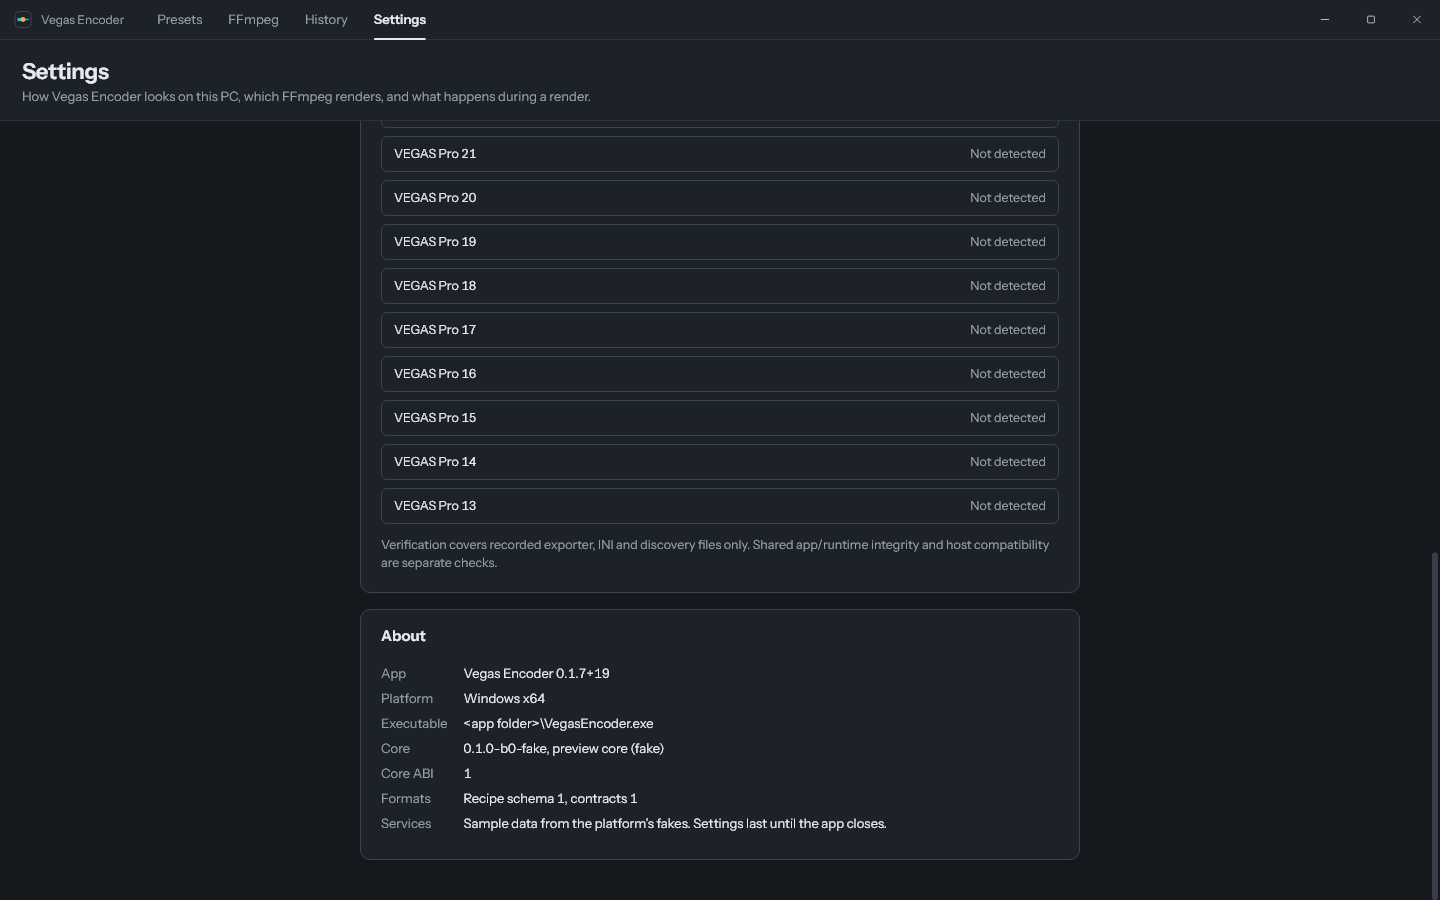 Vegas Encoder Presets FFmpeg History Settings
Settings
How Vegas Encoder looks on this PC, which FFmpeg renders, and what happens during a render.
VEGAS Pro 21 Not detected
VEGAS Pro 20 Not detected
VEGAS Pro 19 Not detected
VEGAS Pro 18 Not detected
VEGAS Pro 17 Not detected
VEGAS Pro 16 Not detected
VEGAS Pro 15 Not detected
VEGAS Pro 14 Not detected
VEGAS Pro 13 Not detected
Verification covers recorded exporter, INI and discovery files only. Shared app/runtime integrity and host compatibility
are separate checks.
About
App Vegas Encoder 0.1.7+19
Platform Windows x64
Executable <app folder>\VegasEncoder.exe
Core 0.1.0-b0-fake, preview core (fake)
Core ABI 1
Formats Recipe schema 1, contracts 1
Services Sample data from the platform's fakes. Settings last until the app closes.